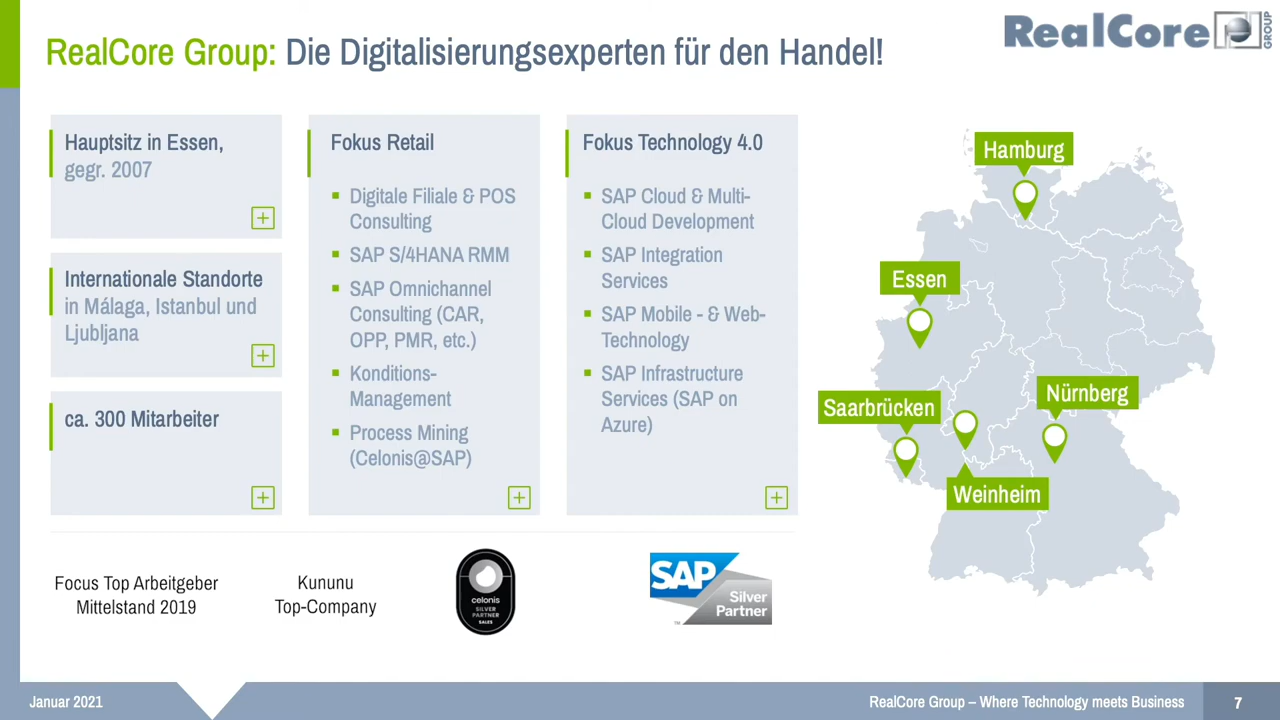 RealCore Group: Die Digitalisierungsexperten für den Handel!
RealCore
GROUP
Hauptsitz in Essen,
gegr. 2007
Internationale Standorte
in Málaga, Istanbul und
Ljubljana
ca. 300 Mitarbeiter
Fokus Retail
Digitale Filiale & POS
Consulting
SAP S/4HANA RMM
SAP Omnichannel
Consulting (CAR,
OPP, PMR, etc.)
Konditions-
Management
Process Mining
(Celonis@SAP)
Fokus Technology 4.0
SAP Cloud & Multi-
Cloud Development
SAP Integration
Services
SAP Mobile - & Web-
Technology
SAP Infrastructure
Services (SAP on
Azure)
Hamburg
Essen
Nürnberg
Saarbrücken
Weinheim
Focus Top Arbeitgeber
Mittelstand 2019
Kununu
Top-Company
celonis
SILVER
PARTNER
SALES
SAP
Silver
Partner
TM
Januar 2021
RealCore Group – Where Technology meets Business
7